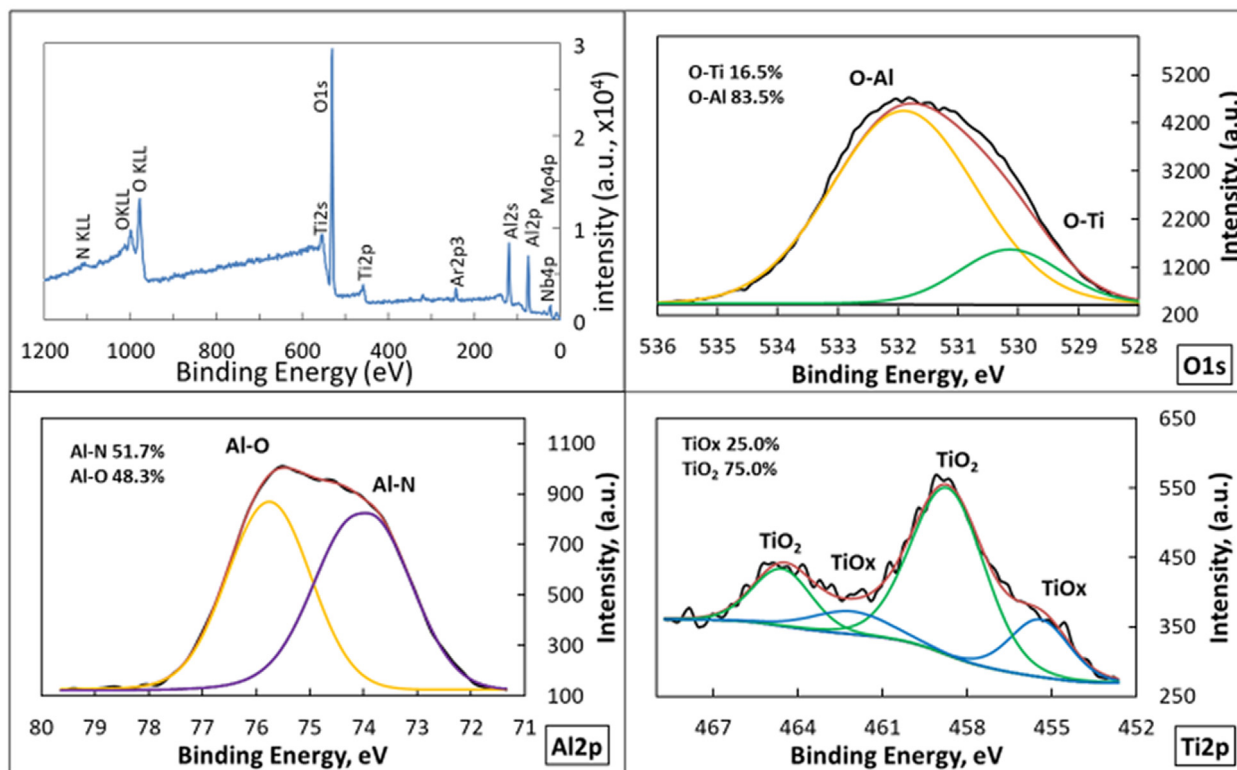 N KLL
OKLL
O KLL
Ti2s
O1s
Ti2p
Ar2p3
Al2s
Al2p
Nb4p
Mo4p
3
2
1
0
intensity (a.u., x10⁴)
1200 1000 800 600 400 200 0
Binding Energy (eV)
O-Ti 16.5%
O-Al 83.5%
O-Al
O-Ti
5200
4200
3200
2200
1200
200
Intensity, (a.u.)
536 535 534 533 532 531 530 529 528
Binding Energy, eV
O1s
Al-N 51.7%
Al-O 48.3%
Al-O
Al-N
1100
900
700
500
300
100
Intensity, (a.u.)
80 79 78 77 76 75 74 73 72 71
Binding Energy, eV
Al2p
TiOx 25.0%
TiO₂ 75.0%
TiO₂
TiOx
TiO₂
TiOx
650
550
450
350
250
Intensity, (a.u.)
467 464 461 458 455 452
Binding Energy, eV
Ti2p